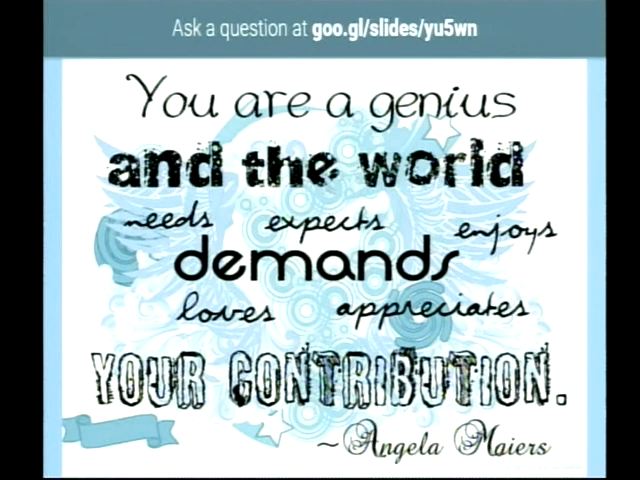 Ask a question at goo.gl/slides/yu5wn
You are a genius
and the world
needs expects enjoys
demands
loves appreciates
YOUR CONTRIBUTION.
~Angela Maiers